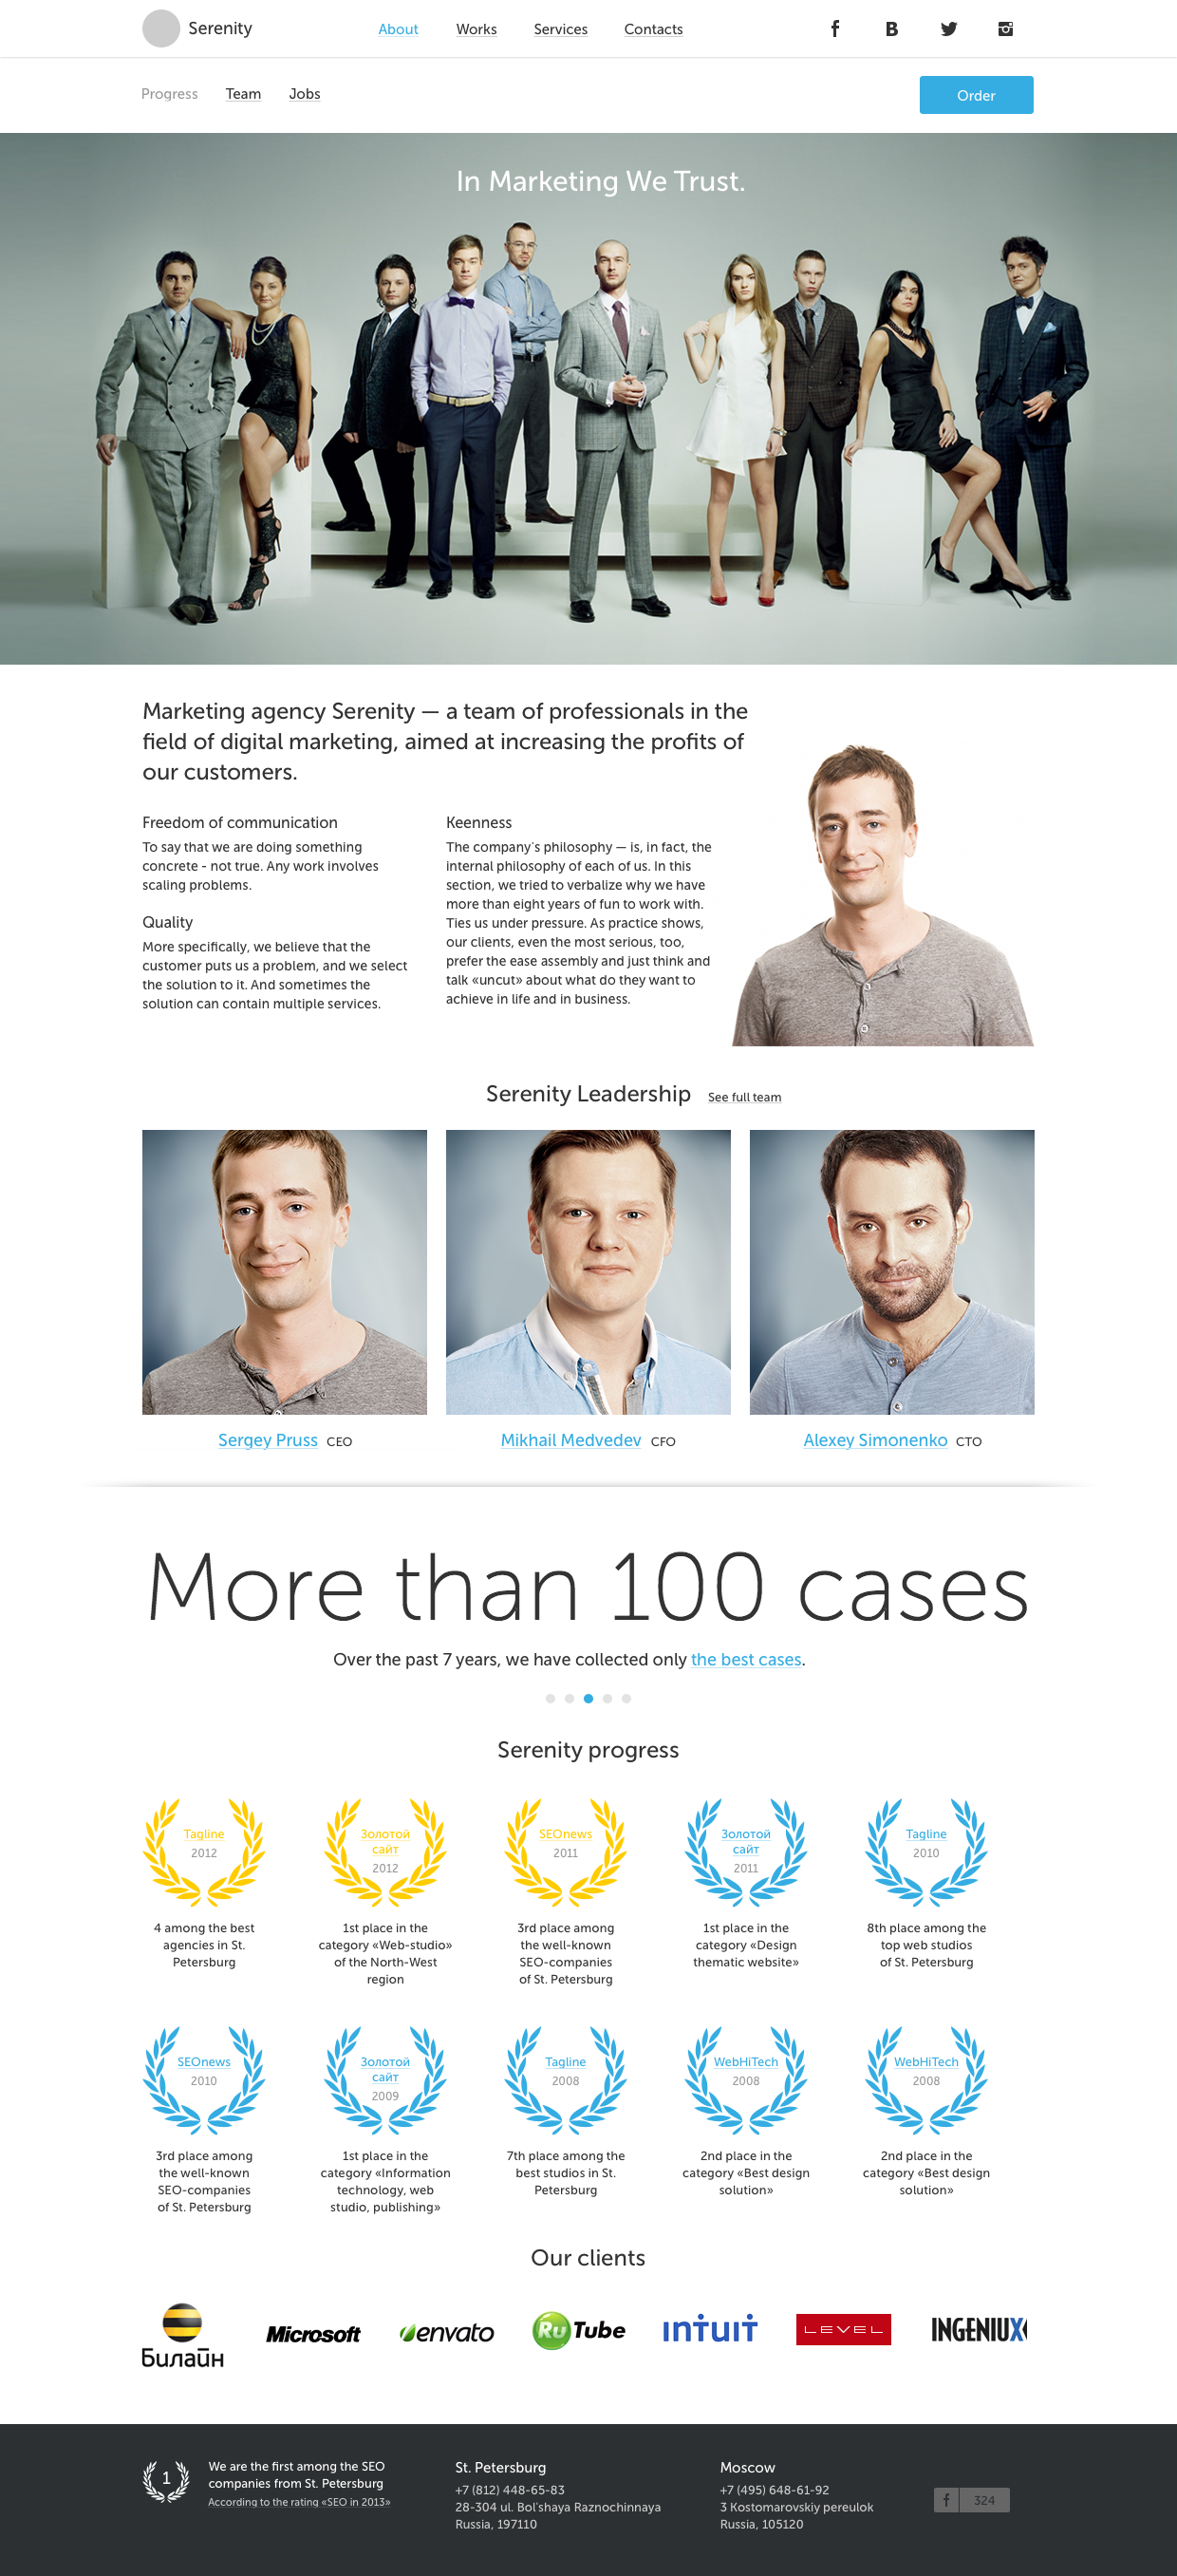 Serenity
About Works Services Contacts
Progress Team Jobs
Order
In Marketing We Trust.
Marketing agency Serenity — a team of professionals in the
field of digital marketing, aimed at increasing the profits of
our customers.
Freedom of communication
To say that we are doing something
concrete - not true. Any work involves
scaling problems.
Quality
More specifically, we believe that the
customer puts us a problem, and we select
the solution to it. And sometimes the
solution can contain multiple services.
Keenness
The company's philosophy — is, in fact, the
internal philosophy of each of us. In this
section, we tried to verbalize why we have
more than eight years of fun to work with.
Ties us under pressure. As practice shows,
our clients, even the most serious, too,
prefer the ease assembly and just think and
talk «uncut» about what do they want to
achieve in life and in business.
Serenity Leadership See full team
Sergey Pruss CEO
Mikhail Medvedev CFO
Alexey Simonenko CTO
More than 100 cases
Over the past 7 years, we have collected only the best cases.
Serenity progress
Tagline
2012
4 among the best
agencies in St.
Petersburg
Золотой
сайт
2012
1st place in the
category «Web-studio»
of the North-West
region
SEOnews
2011
3rd place among
the well-known
SEO-companies
of St. Petersburg
Золотой
сайт
2011
1st place in the
category «Design
thematic website»
Tagline
2010
8th place among the
top web studios
of St. Petersburg
SEOnews
2010
3rd place among
the well-known
SEO-companies
of St. Petersburg
Золотой
сайт
2009
1st place in the
category «Information
technology, web
studio, publishing»
Tagline
2008
7th place among the
best studios in St.
Petersburg
WebHiTech
2008
2nd place in the
category «Best design
solution»
WebHiTech
2008
2nd place in the
category «Best design
solution»
Our clients
Билайн
Microsoft
envato
RuTube
intuit
LEVEL
INGENIUX
1
We are the first among the SEO
companies from St. Petersburg
According to the rating «SEO in 2013»
St. Petersburg
+7 (812) 448-65-83
28-304 ul. Bol'shaya Raznochinnaya
Russia, 197110
Moscow
+7 (495) 648-61-92
3 Kostomarovskiy pereulok
Russia, 105120
324